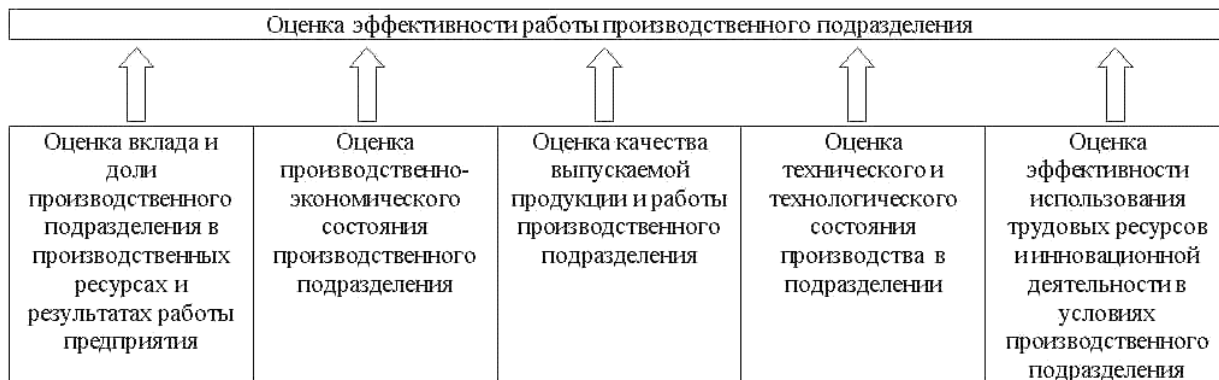 Оценка эффективности работы производственного подразделения
Оценка вклада и
доли
производственного
подразделения в
производственных
ресурсах и
результатах работы
предприятия
Оценка
производственно-
экономического
состояния
производственного
подразделения
Оценка качества
выпускаемой
продукции и работы
производственного
подразделения
Оценка
технического и
технологического
состояния
производства в
подразделении
Оценка
эффективности
использования
трудовых ресурсов
и инновационной
деятельности в
условиях
производственного
подразделения